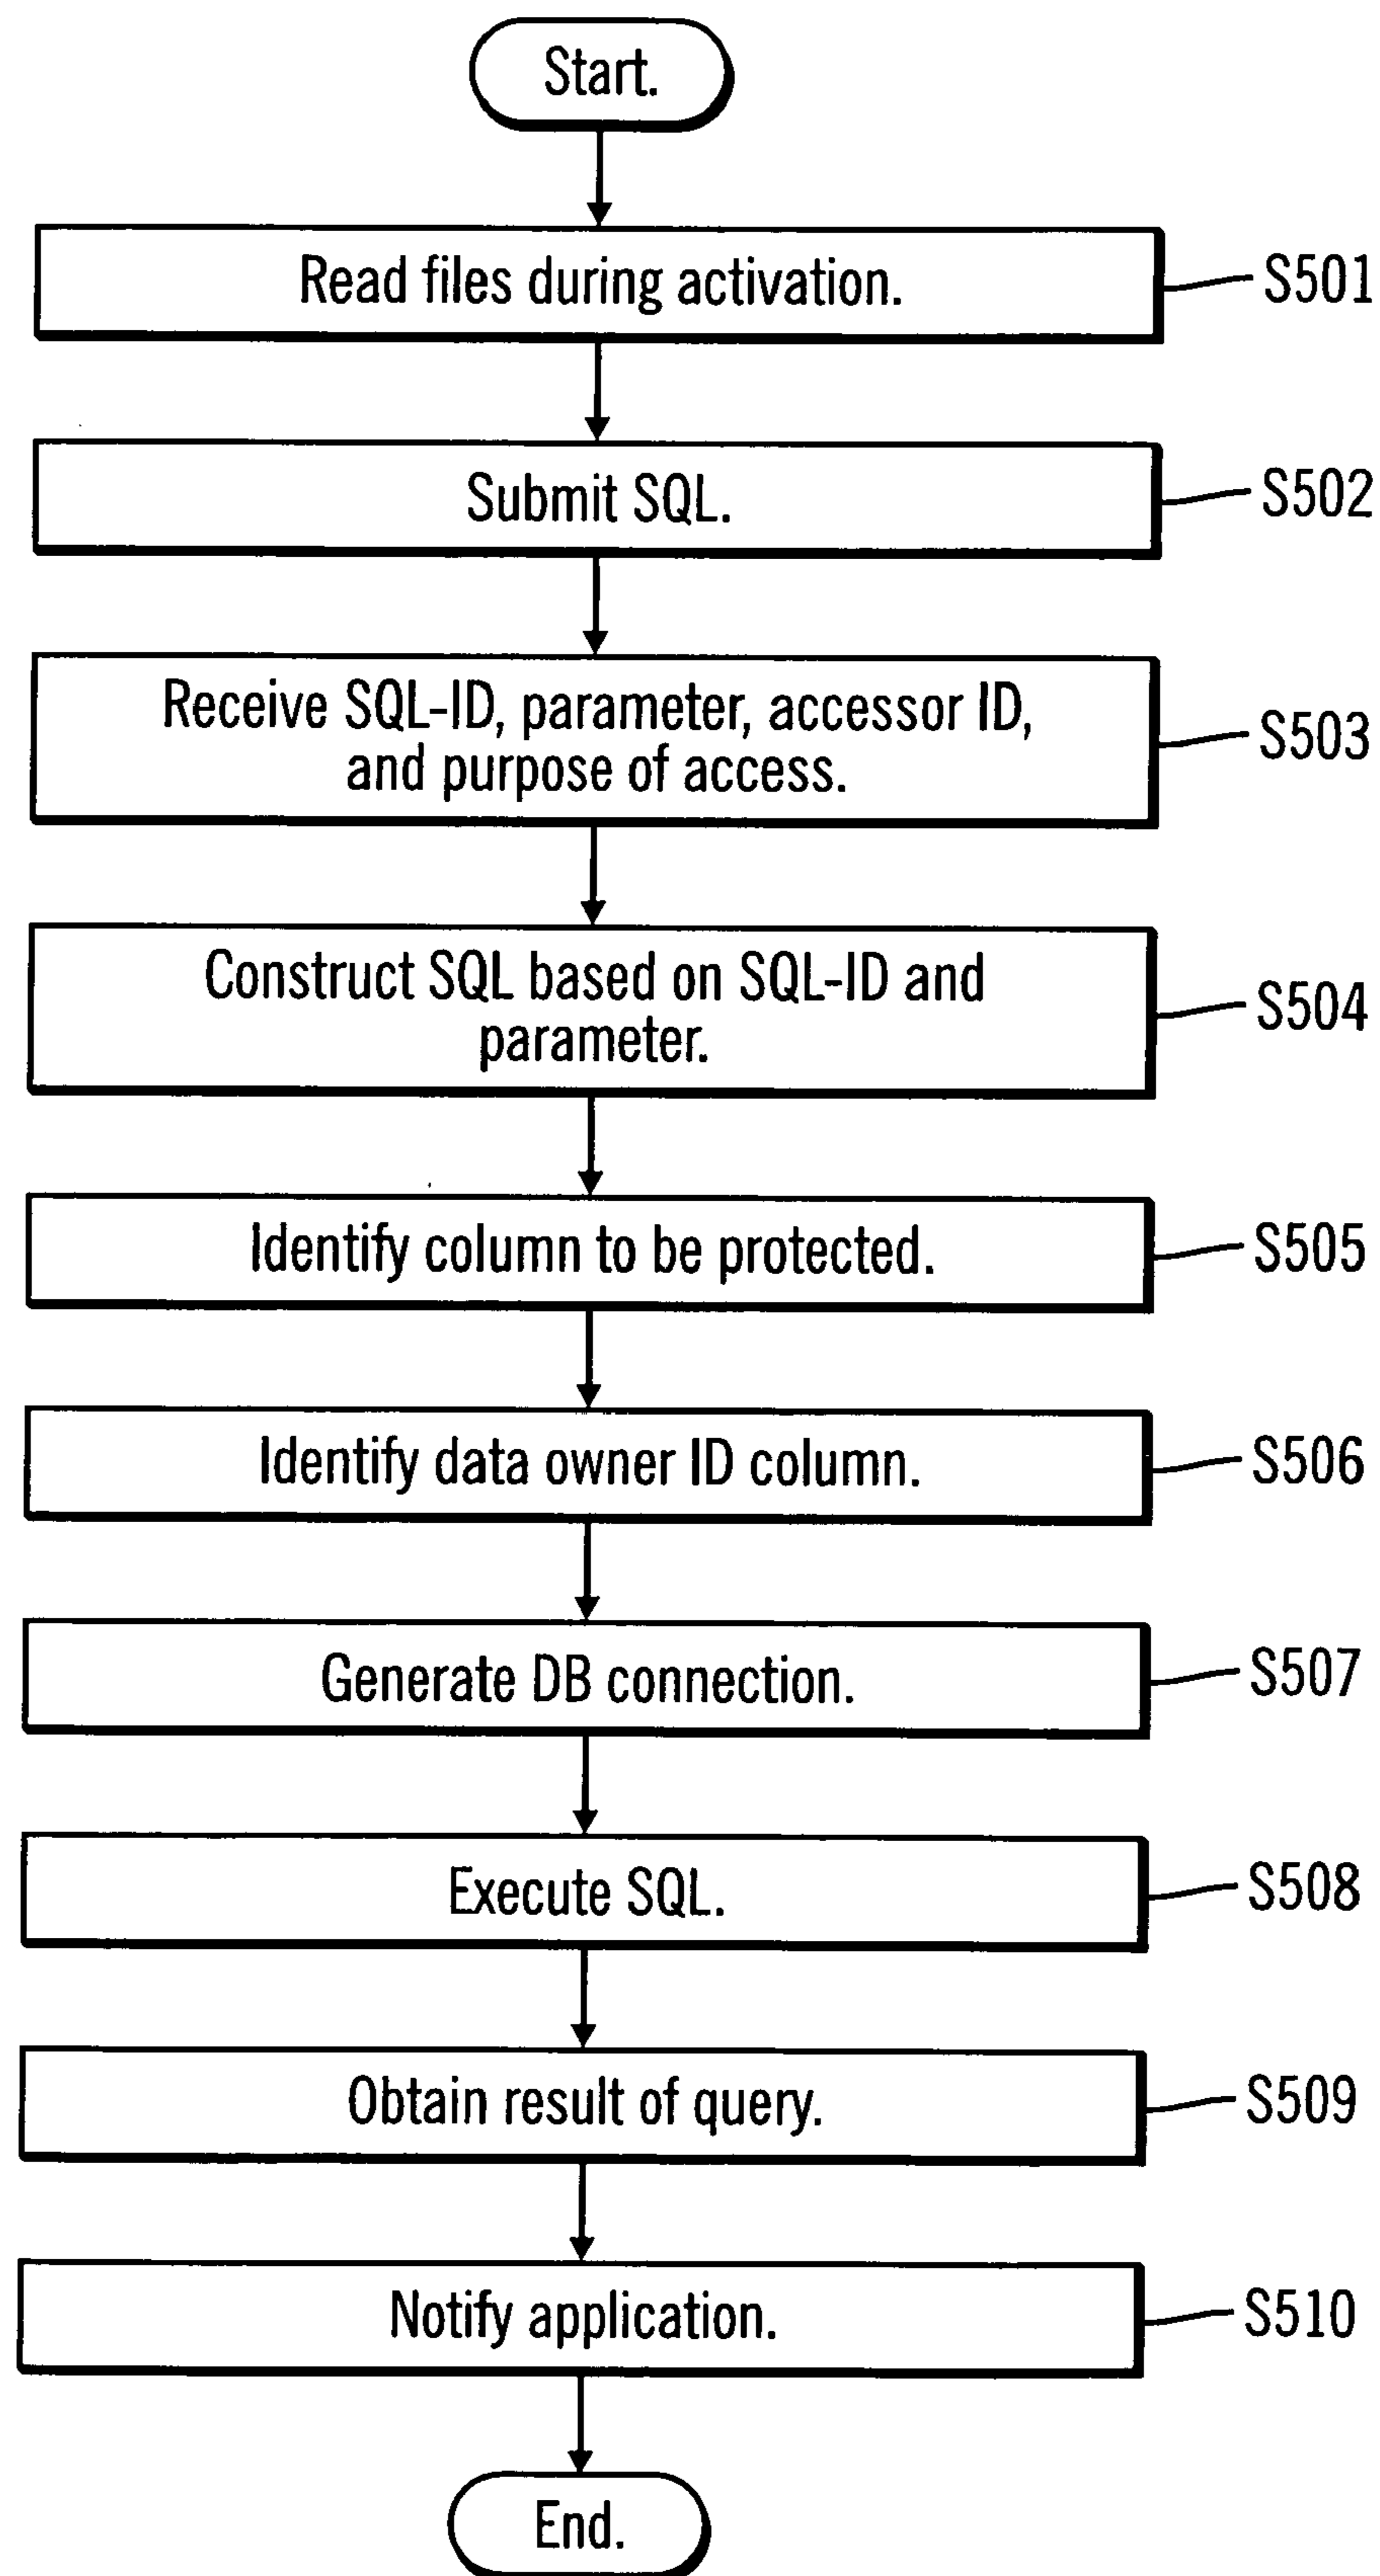 Start.
Read files during activation.
S501
Submit SQL.
S502
Receive SQL-ID, parameter, accessor ID,
and purpose of access.
S503
Construct SQL based on SQL-ID and
parameter.
S504
Identify column to be protected.
S505
Identify data owner ID column.
S506
Generate DB connection.
S507
Execute SQL.
S508
Obtain result of query.
S509
Notify application.
S510
End.